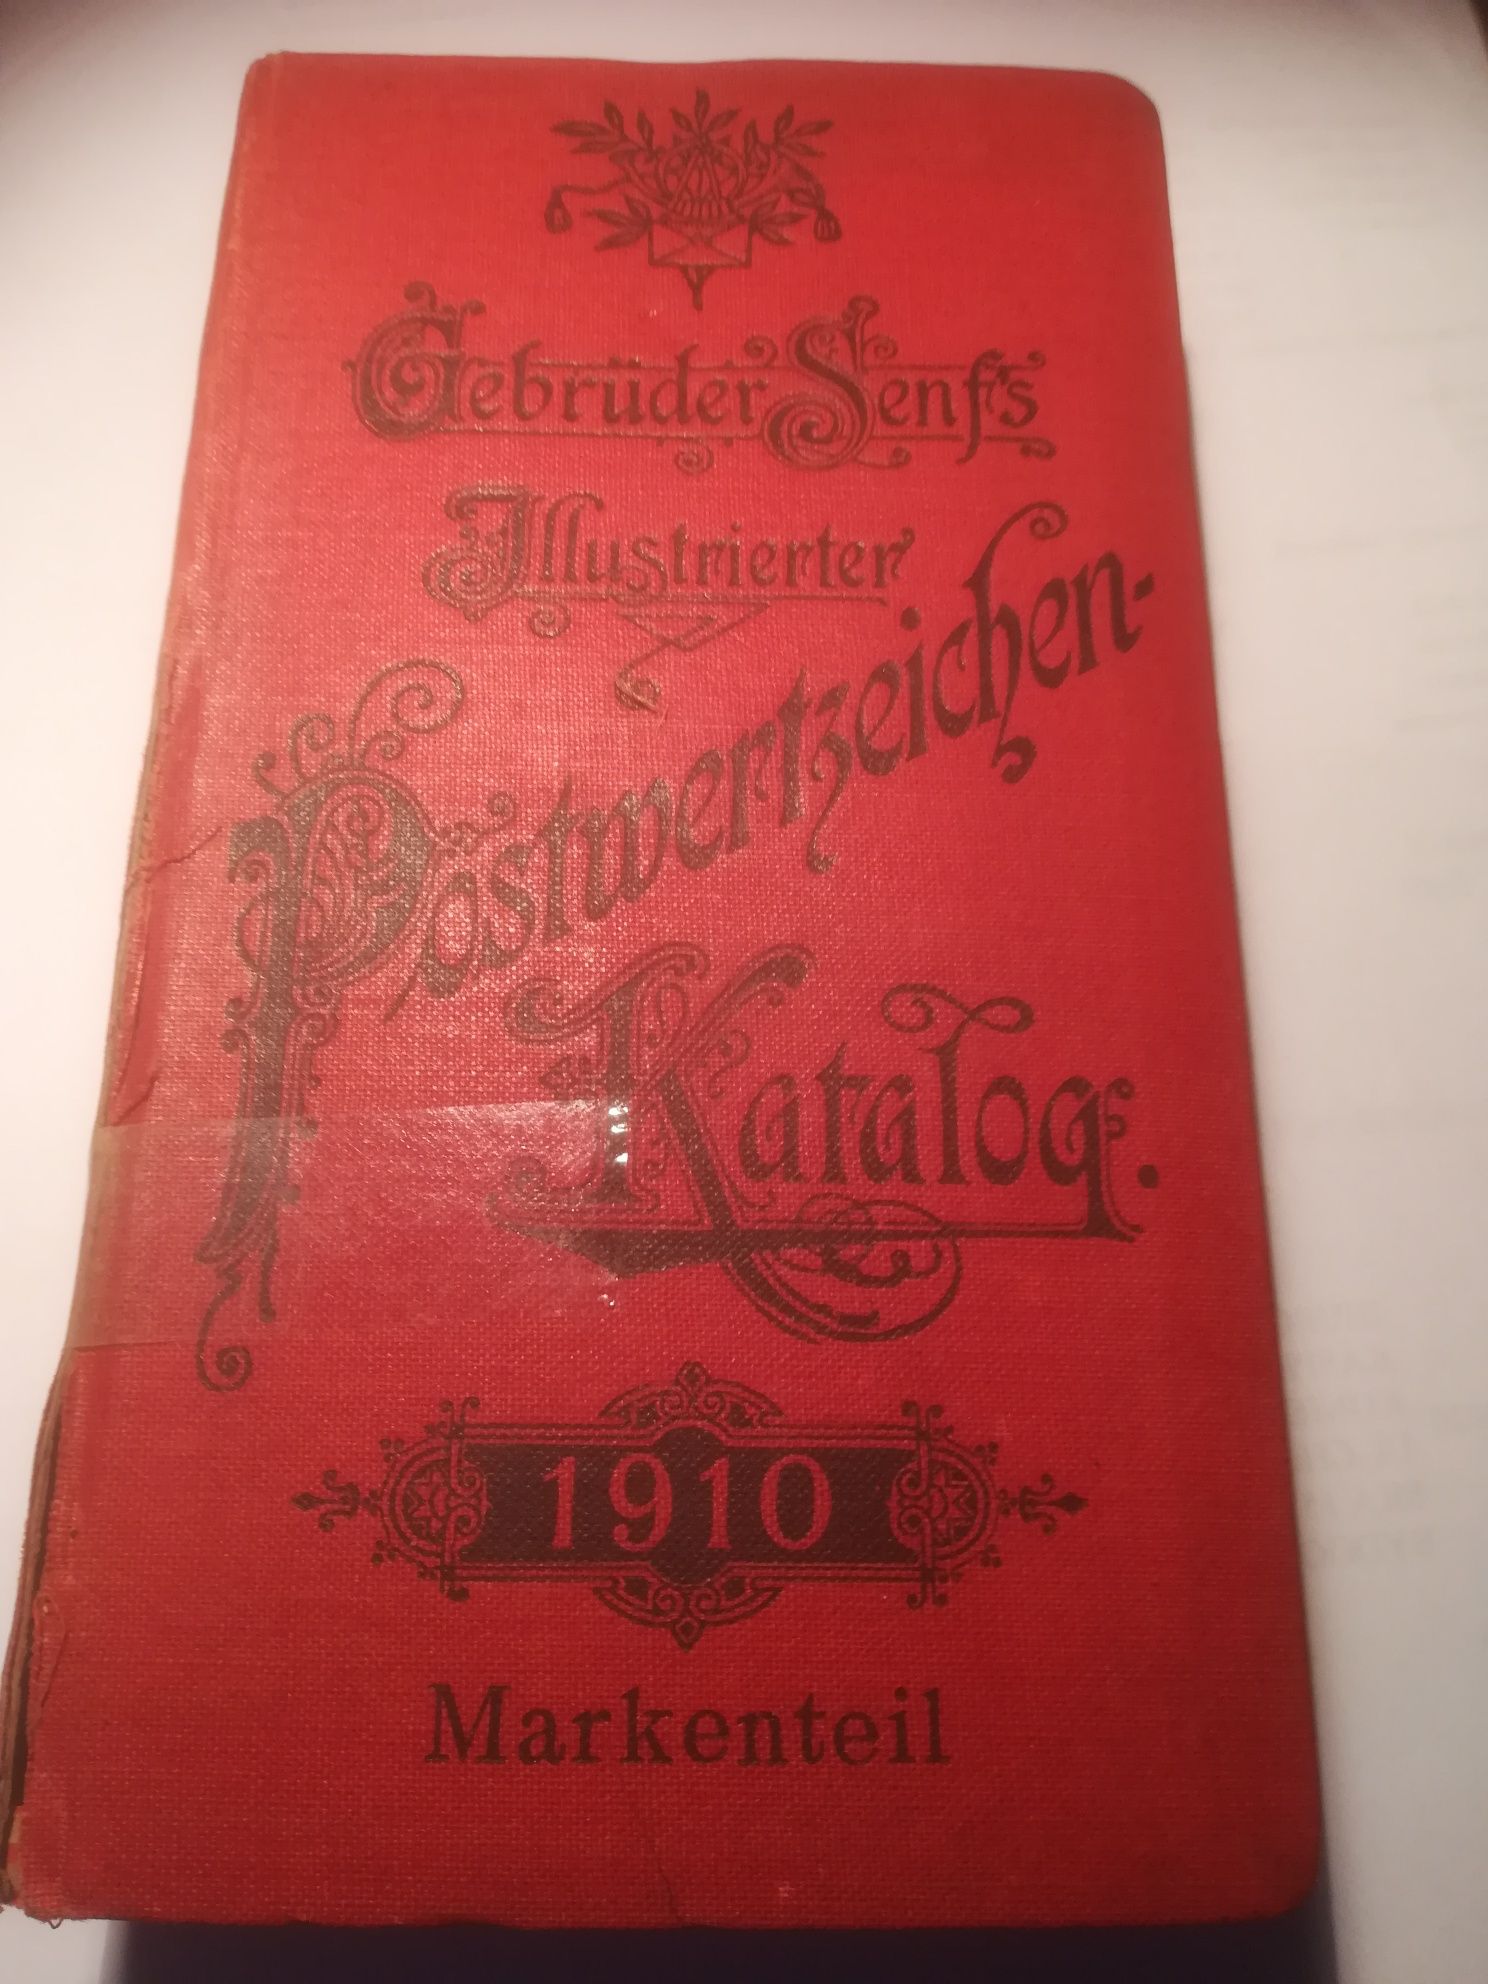 Gebrüder Senf's
Illustrierter
Postwertzeichen-
Katalog.
1910
Markenteil